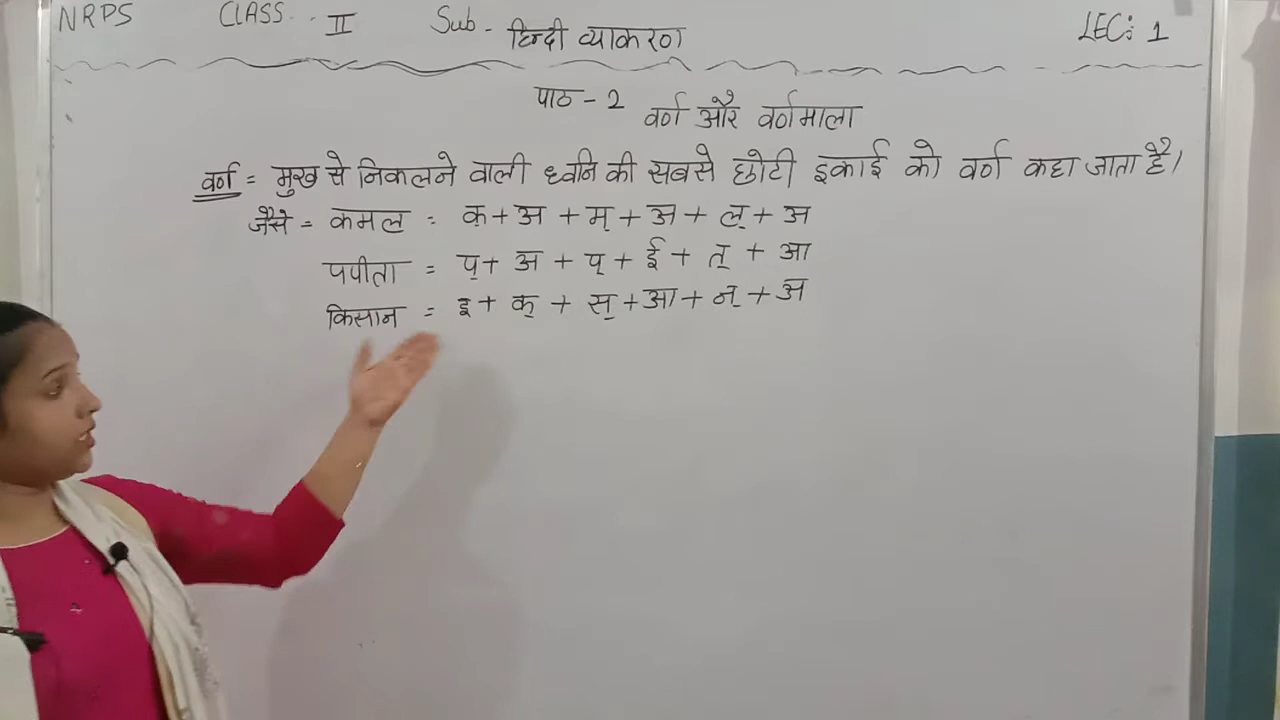 NRPS CLASS.. II Sub - हिन्दी व्याकरण LEC: 1
पाठ - 2 वर्ण और वर्णमाला
वर्ण = मुख से निकलने वाली ध्वनि की सबसे छोटी इकाई को वर्ण कहा जाता है।
जैसे = कमल = क् + अ + म् + अ + ल् + अ
पपीता = प् + अ + प् + ई + त् + आ
किसान = इ + क् + स् + आ + न् + अ